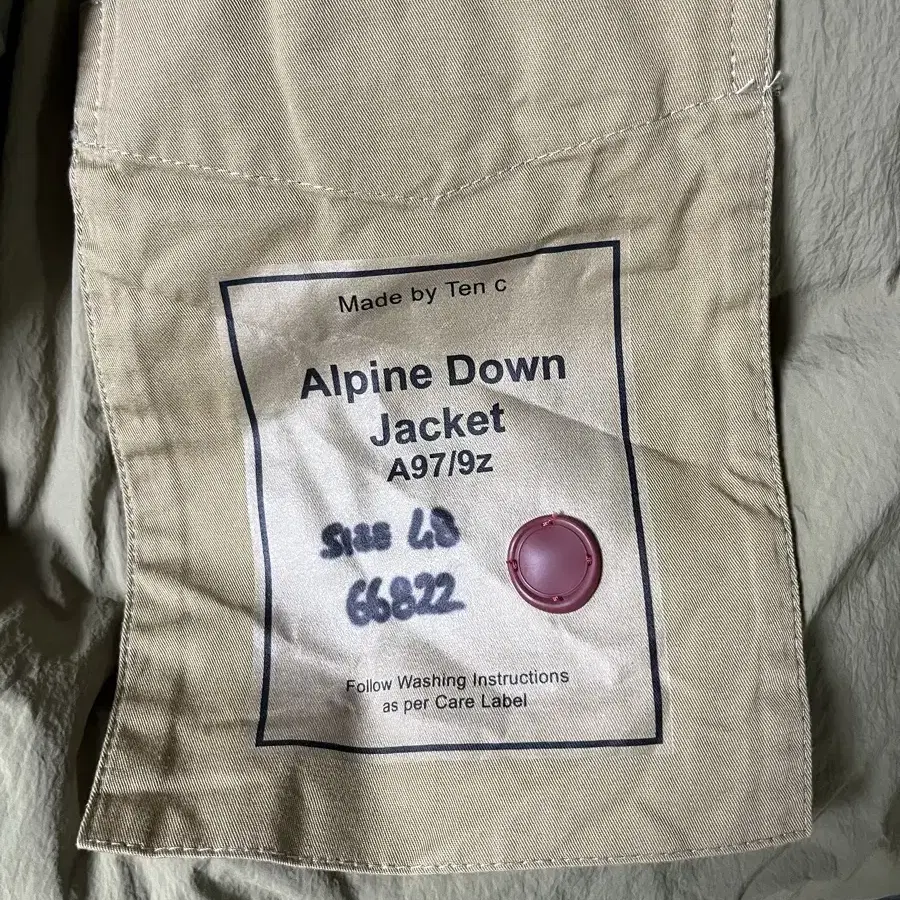 Made by Ten c
Alpine Down
Jacket
A97/9z
Size 48
66822
Follow Washing Instructions
as per Care Label